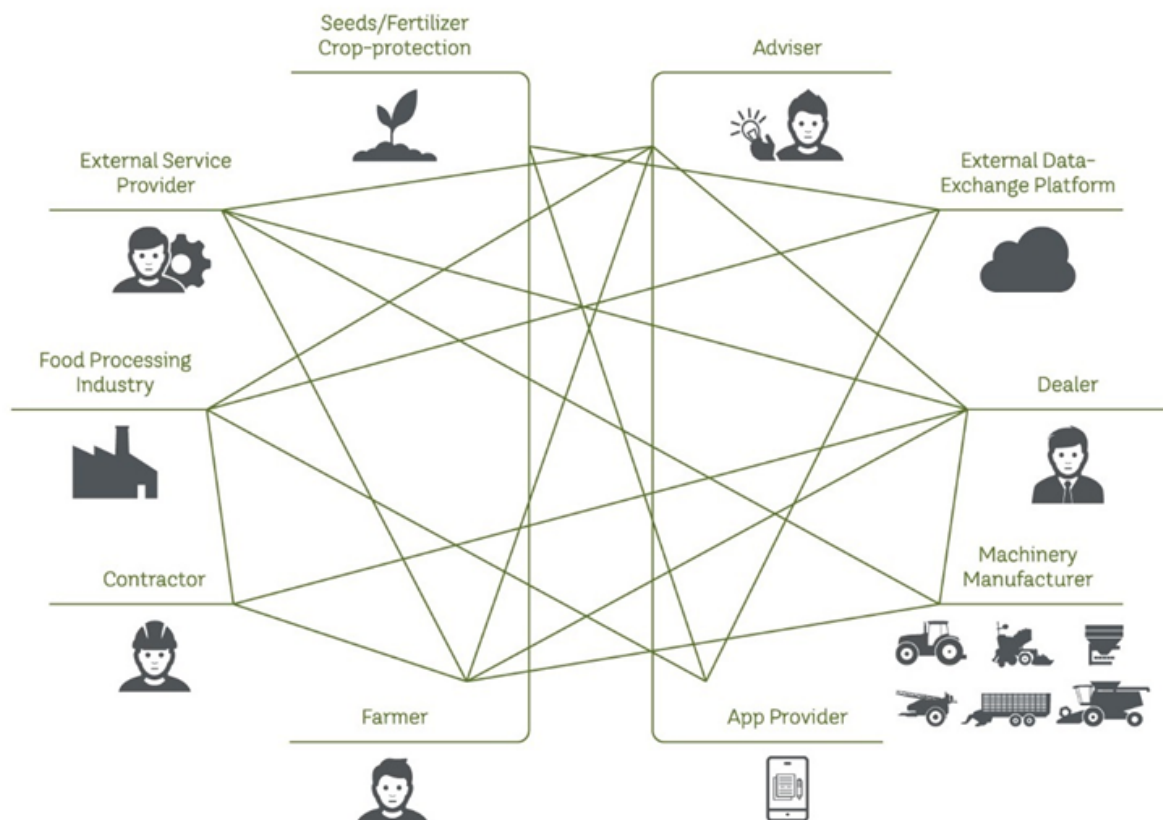 Seeds/Fertilizer
Crop-protection
Adviser
External Service
Provider
External Data-
Exchange Platform
Food Processing
Industry
Dealer
Contractor
Machinery
Manufacturer
Farmer
App Provider